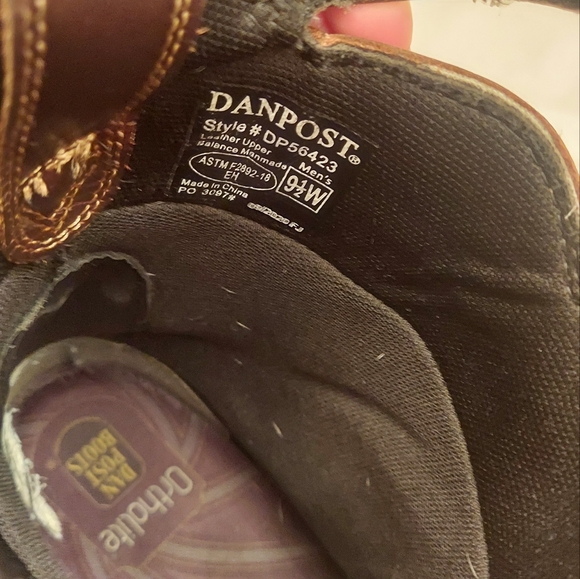 DANPOST®
Style # DP56423
Leather Upper
Balance Manmade
Men's
ASTM F2892-18
EH
9½W
Made in China
PO 3097#
DAN
POST
BOOTS
Ortholite